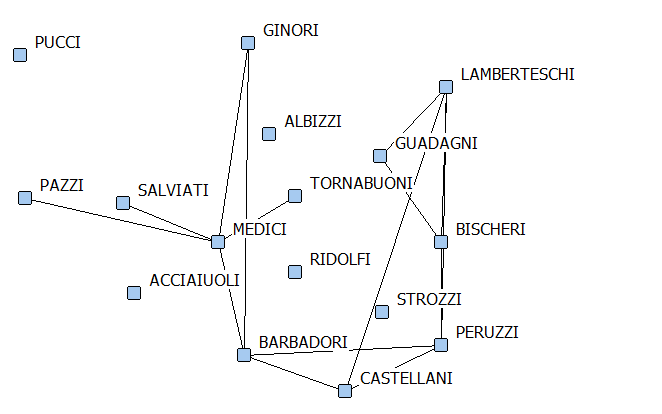 GINORI
PUCCI
LAMBERTESCHI
ALBIZZI
GUADAGNI
PAZZI
SALVIATI
TORNABUONI
MEDICI
BISCHERI
RIDOLFI
ACCIAIUOLI
STROZZI
PERUZZI
BARBADORI
CASTELLANI